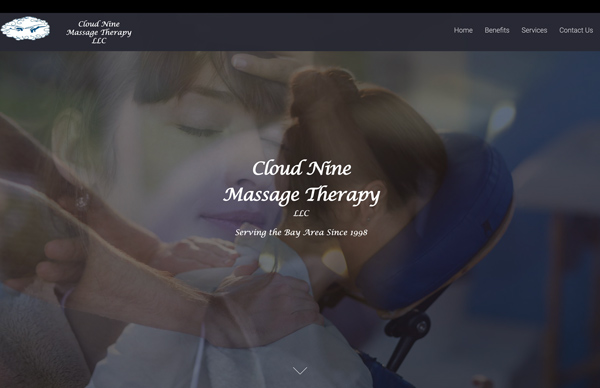 Cloud Nine
Massage Therapy
LLC
Home Benefits Services Contact Us
Cloud Nine
Massage Therapy
LLC
Serving the Bay Area Since 1998